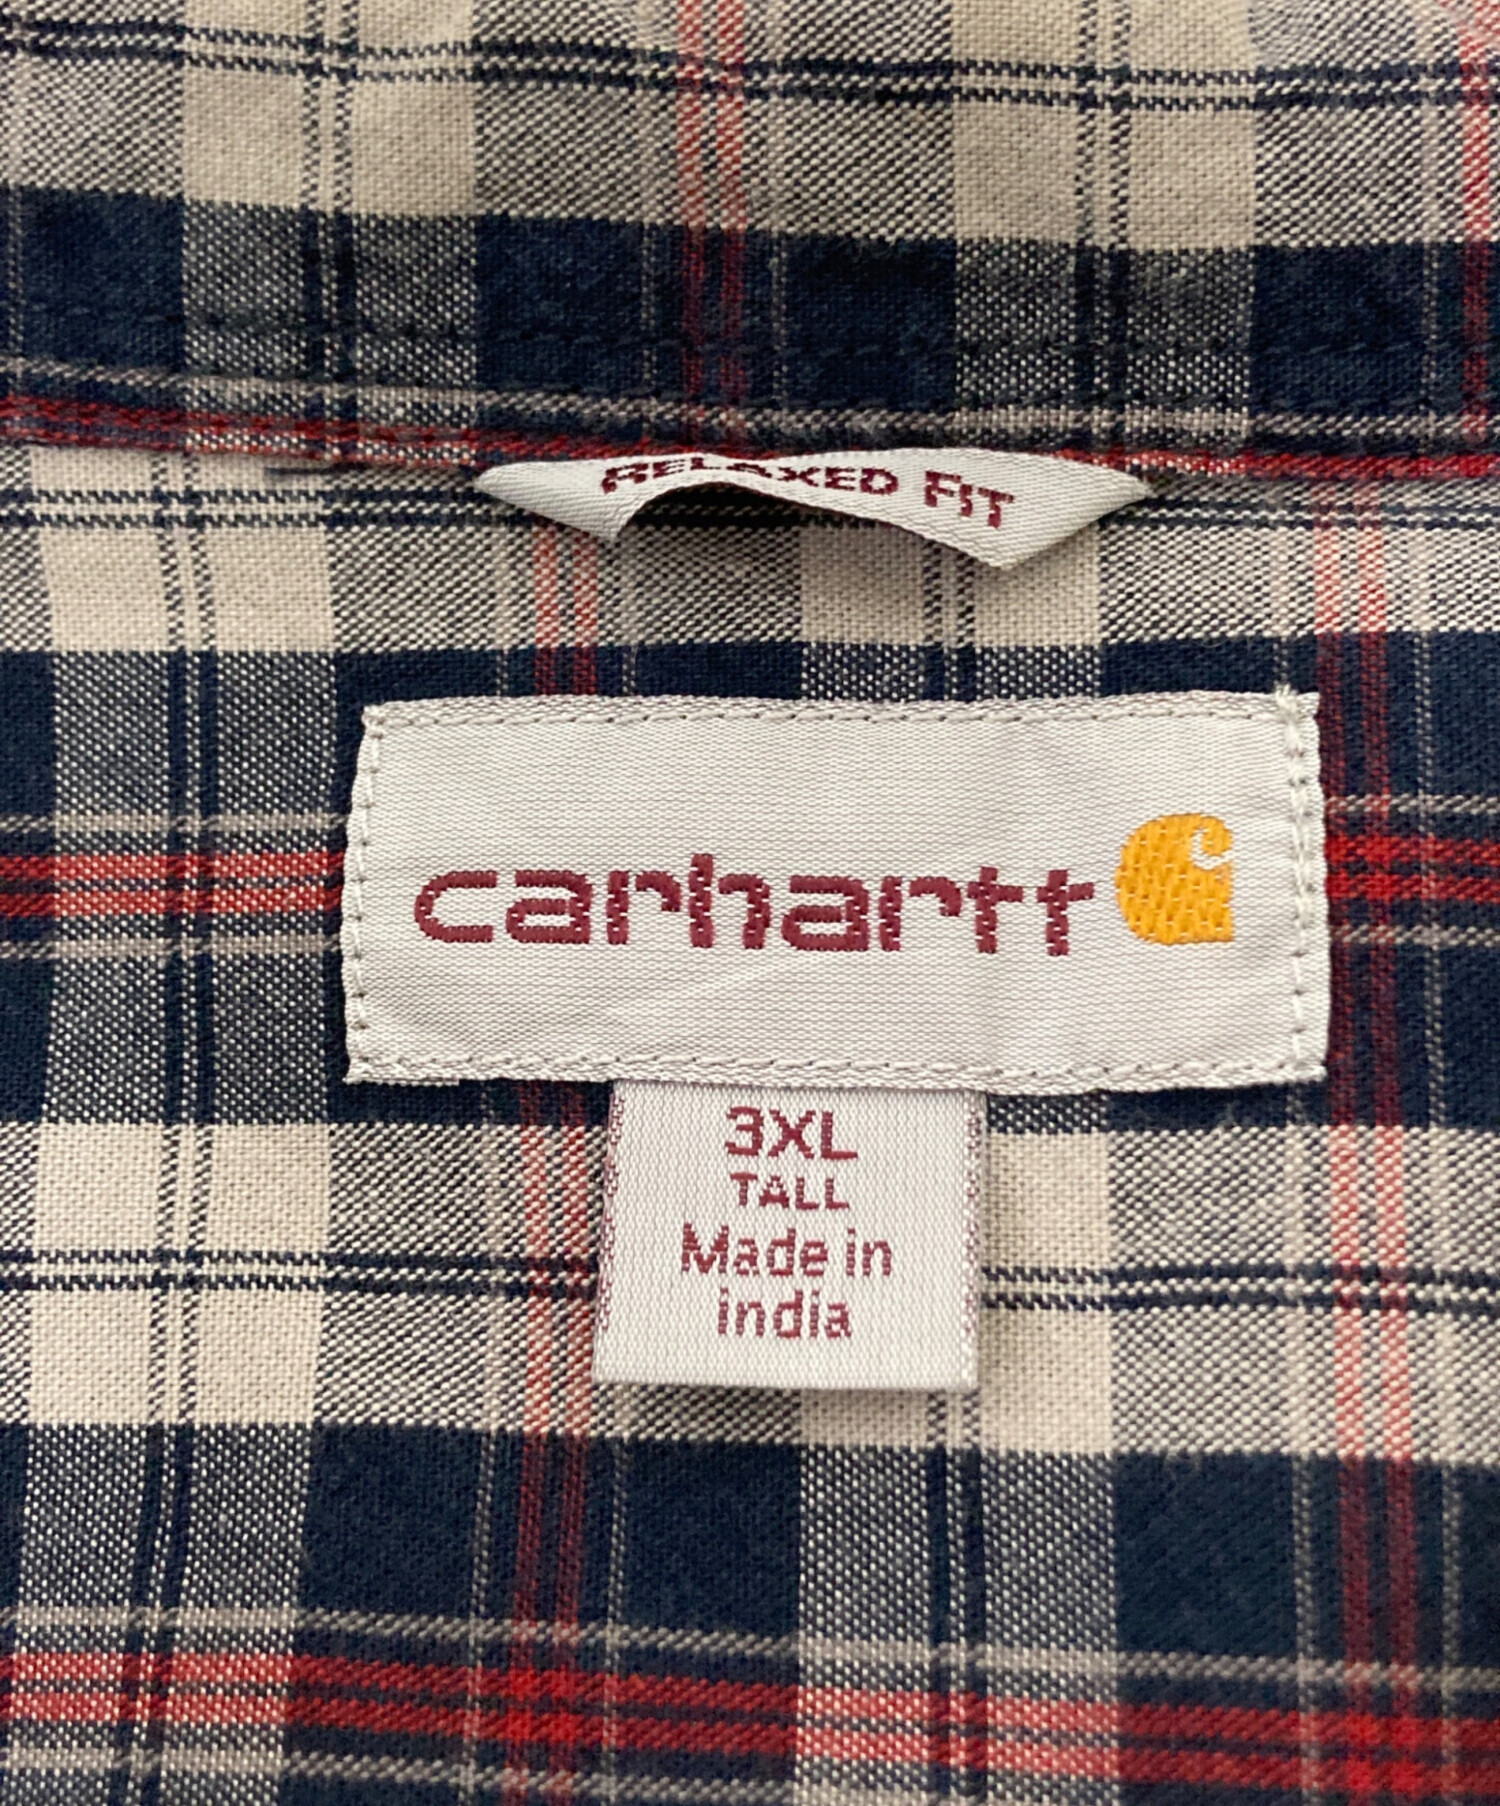 RELAXED FIT
carhartt
3XL
TALL
Made in
india